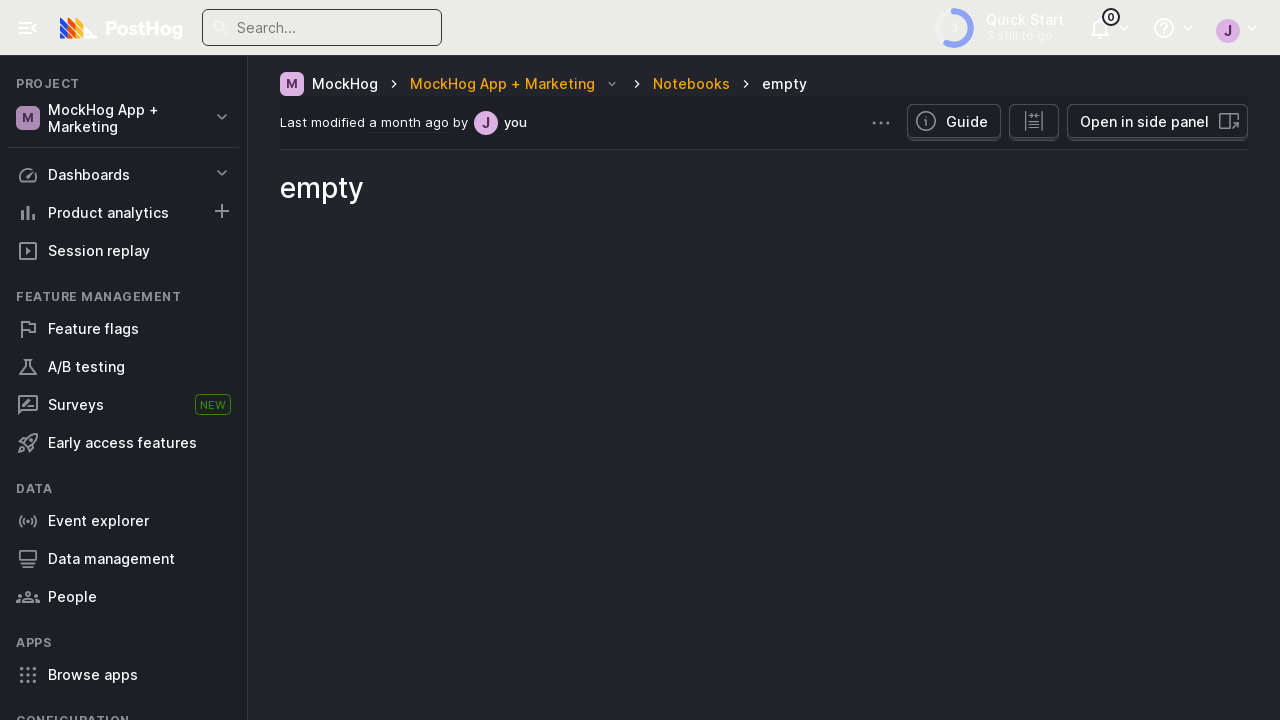 PostHog
Search...
3
Quick Start
3 still to go
0
J
PROJECT
M
MockHog App +
Marketing
Dashboards
Product analytics
Session replay
FEATURE MANAGEMENT
Feature flags
A/B testing
Surveys
NEW
Early access features
DATA
Event explorer
Data management
People
APPS
Browse apps
CONFIGURATION
M
MockHog
MockHog App + Marketing
Notebooks
empty
Last modified a month ago by J you
Guide
Open in side panel
empty